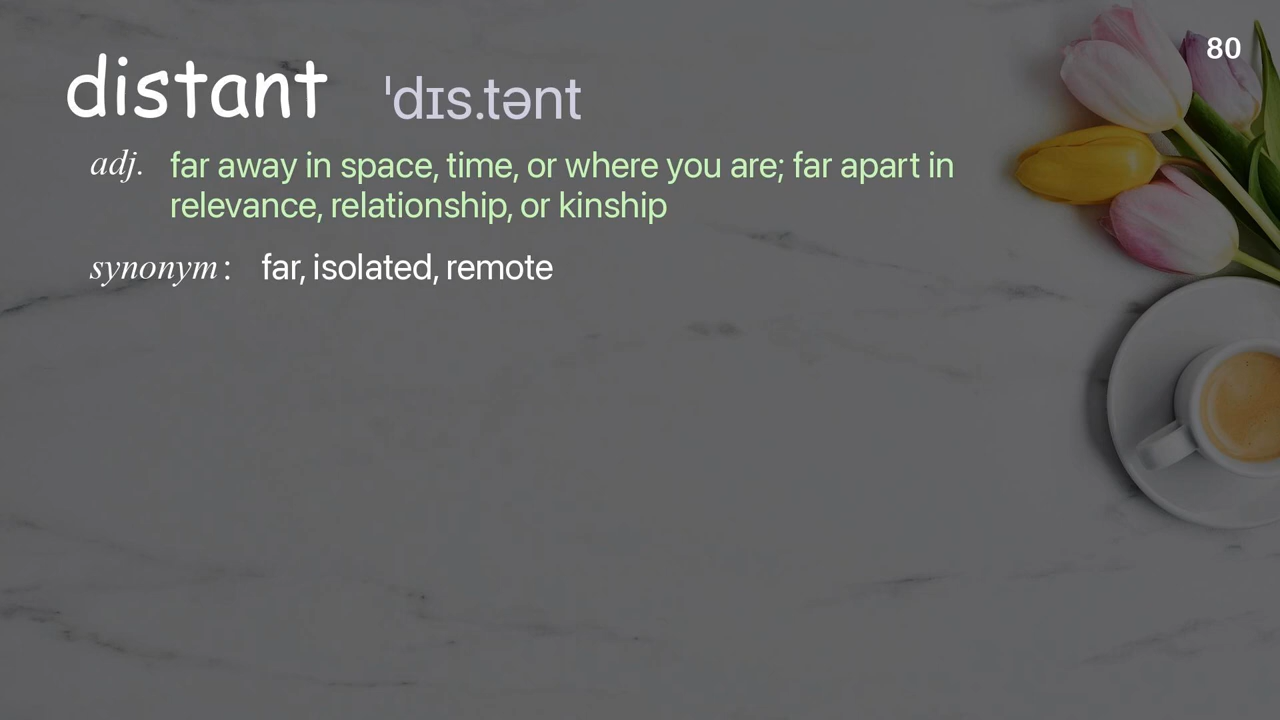 80
distant ˈdɪs.tənt
adj. far away in space, time, or where you are; far apart in
relevance, relationship, or kinship
synonym : far, isolated, remote